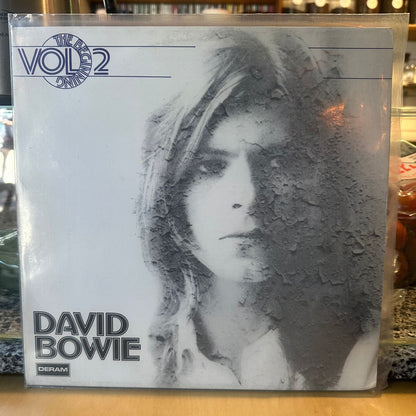 THE BEGINNING
VOL 2
DAVID
BOWIE
DERAM